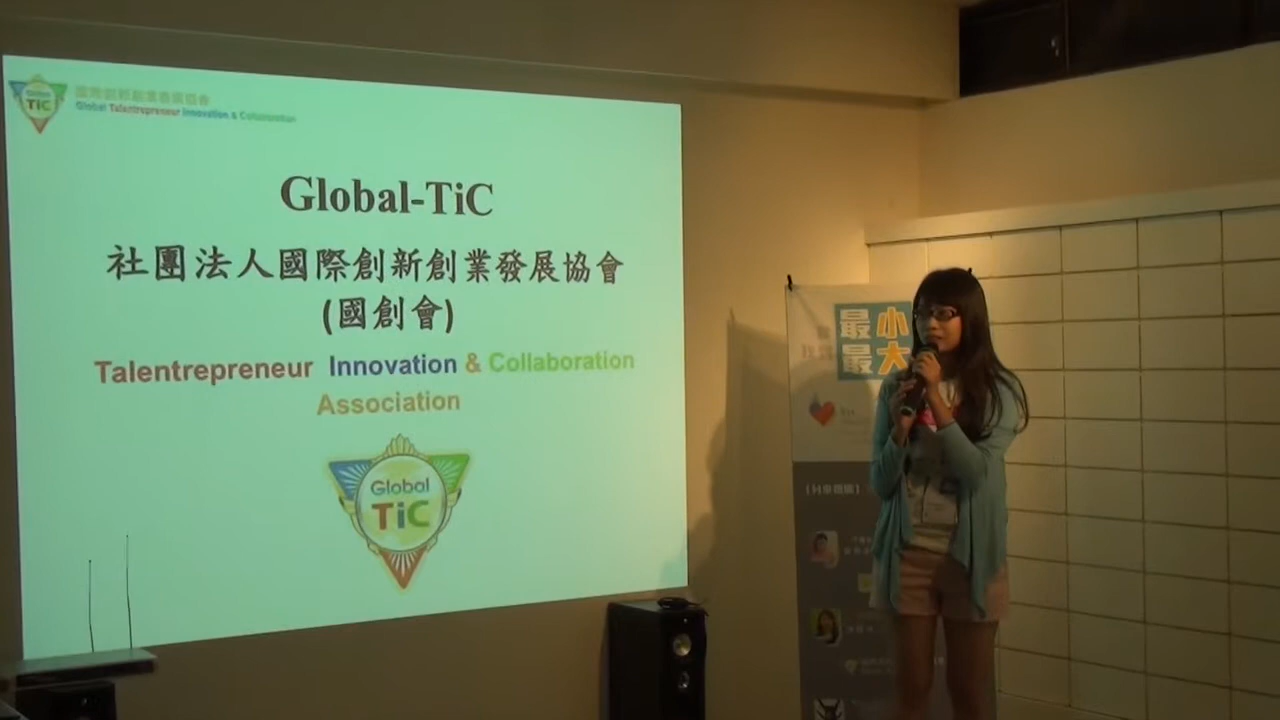 Global
TiC
國際創新創業發展協會
Global Talentrepreneur Innovation & Collaboration
Global-TiC
社團法人國際創新創業發展協會
(國創會)
Talentrepreneur Innovation & Collaboration
Association
Global
TiC
最小
最大